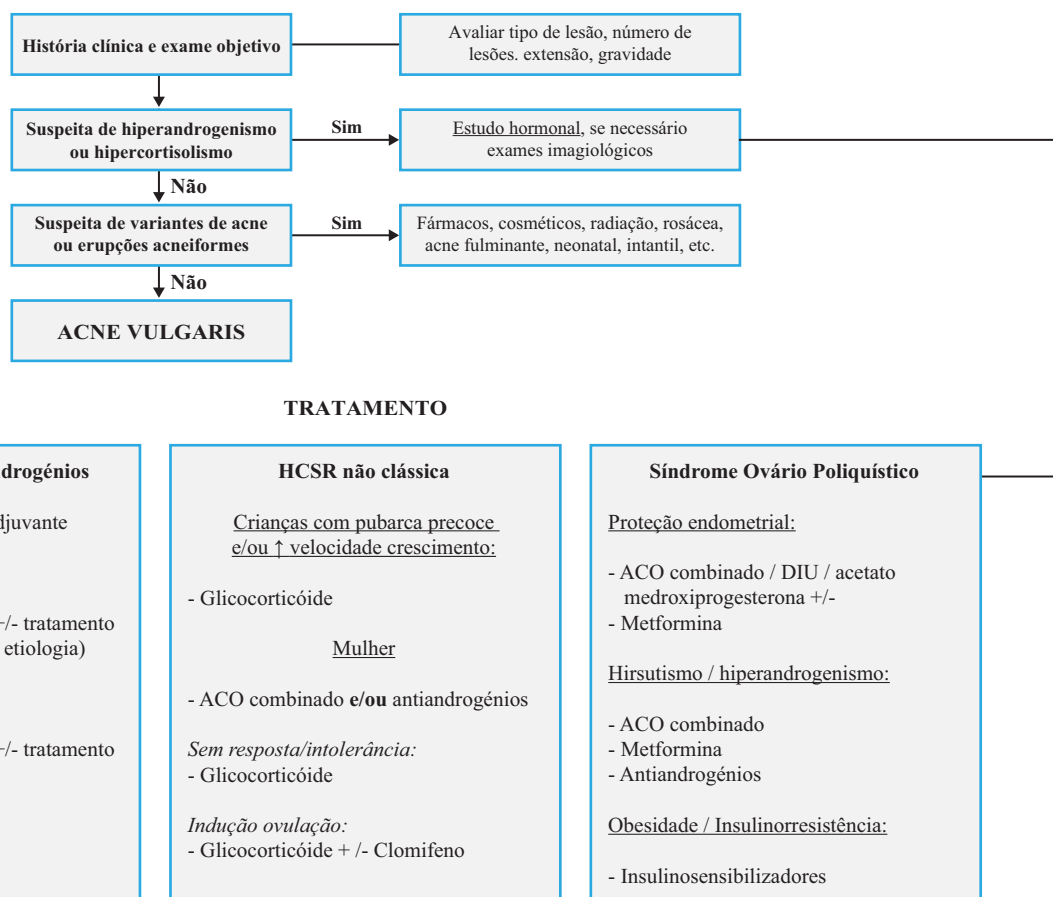 História clínica e exame objetivo
Avaliar tipo de lesão, número de
lesões. extensão, gravidade
Suspeita de hiperandrogenismo
ou hipercortisolismo
Sim
Estudo hormonal, se necessário
exames imagiológicos
Não
Suspeita de variantes de acne
ou erupções acneiformes
Sim
Fármacos, cosméticos, radiação, rosácea,
acne fulminante, neonatal, intantil, etc.
Não
ACNE VULGARIS
TRATAMENTO
drogénios
djuvante
+/- tratamento
etiologia)
+/- tratamento
HCSR não clássica
Crianças com pubarca precoce
e/ou ↑ velocidade crescimento:
- Glicocorticóide
Mulher
- ACO combinado e/ou antiandrogénios
Sem resposta/intolerância:
- Glicocorticóide
Indução ovulação:
- Glicocorticóide + /- Clomifeno
Síndrome Ovário Poliquístico
Proteção endometrial:
- ACO combinado / DIU / acetato
medroxiprogesterona +/-
- Metformina
Hirsutismo / hiperandrogenismo:
- ACO combinado
- Metformina
- Antiandrogénios
Obesidade / Insulinorresistência:
- Insulinosensibilizadores